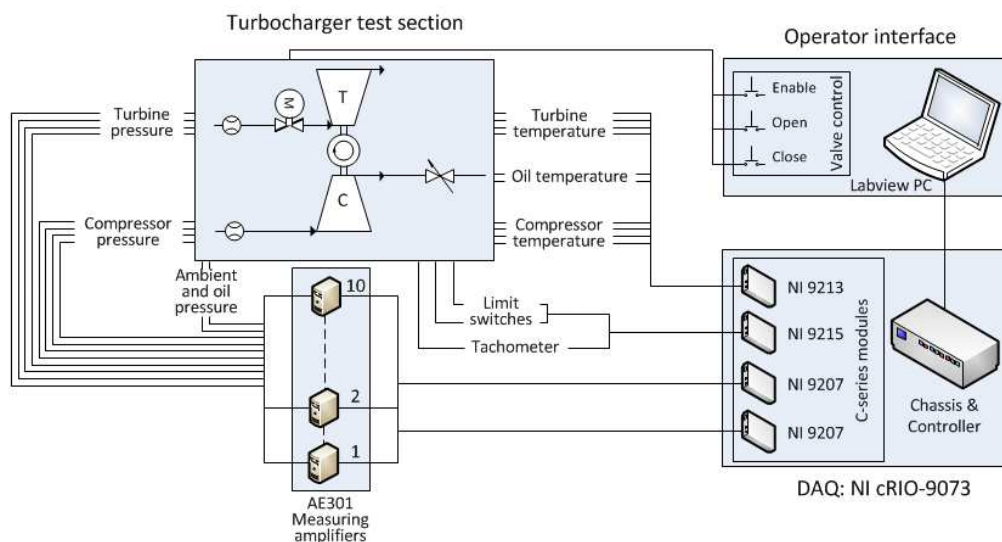 Turbocharger test section
Operator interface
M
T
C
Turbine
pressure
Compressor
pressure
Ambient
and oil
pressure
Turbine
temperature
Oil temperature
Compressor
temperature
Limit
switches
Tachometer
Enable
Open
Close
Valve control
Labview PC
10
2
1
AE301
Measuring
amplifiers
NI 9213
NI 9215
NI 9207
NI 9207
C-series modules
Chassis &
Controller
DAQ: NI cRIO-9073